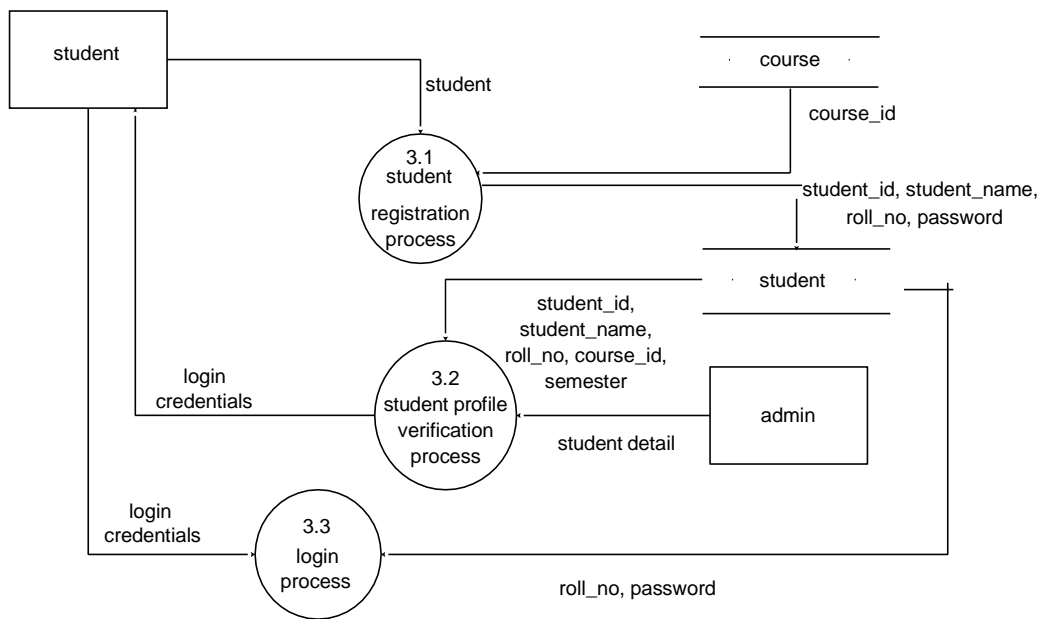 student
course
student
course_id
3.1
student
registration
process
student_id, student_name,
roll_no, password
student
student_id,
student_name,
roll_no, course_id,
semester
login
credentials
3.2
student profile
verification
process
admin
student detail
login
credentials
3.3
login
process
roll_no, password